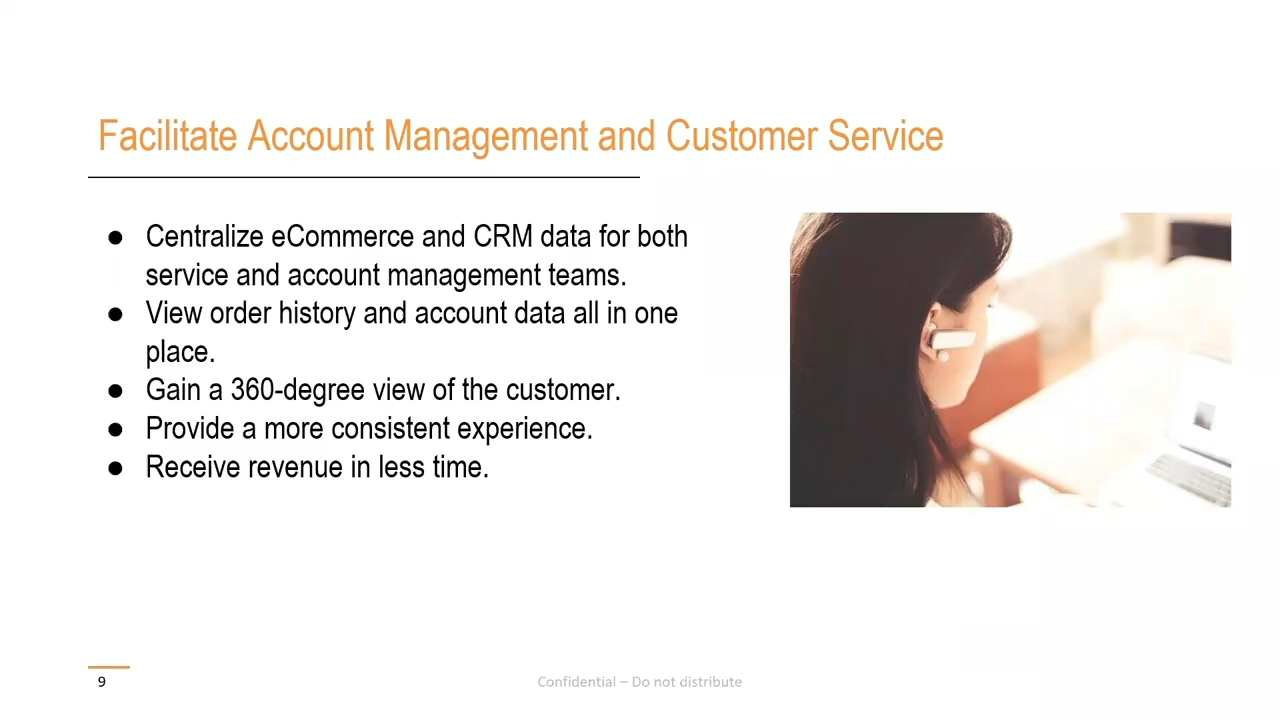 Facilitate Account Management and Customer Service
● Centralize eCommerce and CRM data for both
service and account management teams.
● View order history and account data all in one
place.
● Gain a 360-degree view of the customer.
● Provide a more consistent experience.
● Receive revenue in less time.
9
Confidential – Do not distribute